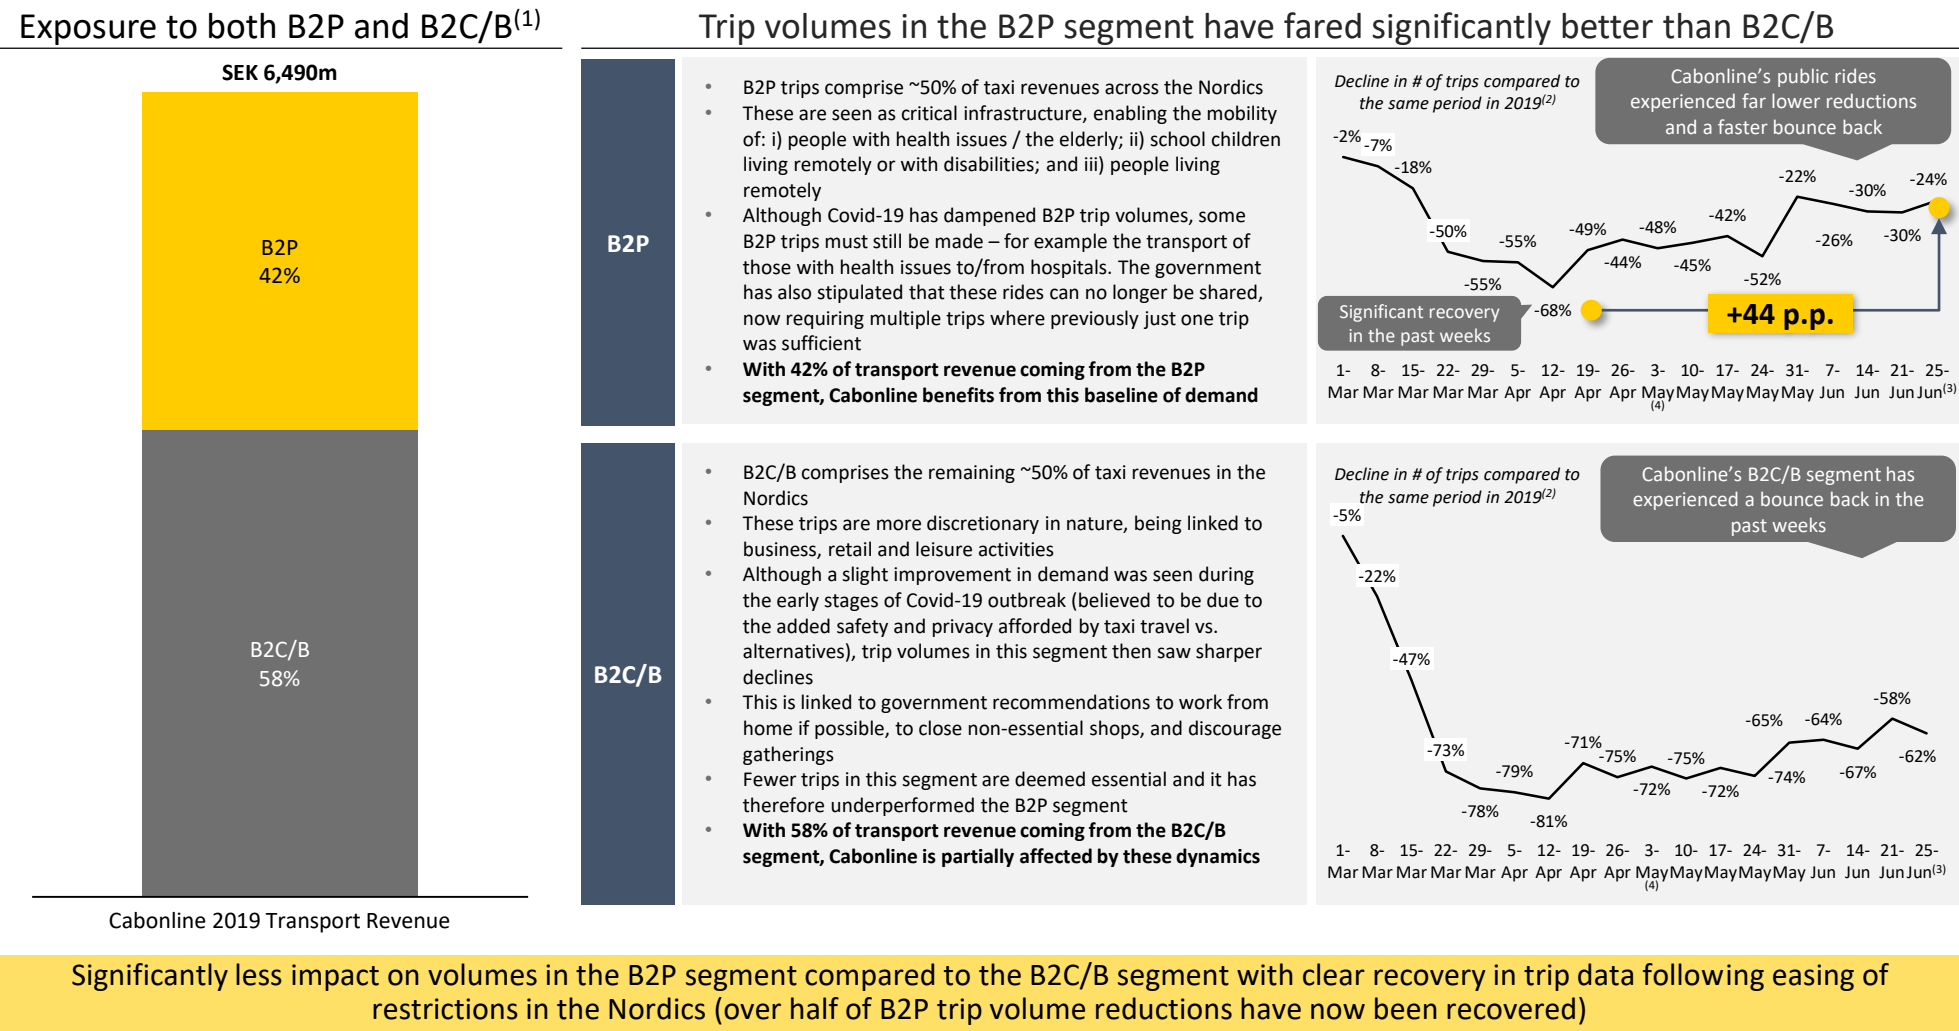 Exposure to both B2P and B2C/B(1)
SEK 6,490m
B2P
42%
B2C/B
58%
Cabonline 2019 Transport Revenue
Trip volumes in the B2P segment have fared significantly better than B2C/B
B2P
• B2P trips comprise ~50% of taxi revenues across the Nordics
• These are seen as critical infrastructure, enabling the mobility
of: i) people with health issues / the elderly; ii) school children
living remotely or with disabilities; and iii) people living
remotely
• Although Covid-19 has dampened B2P trip volumes, some
B2P trips must still be made – for example the transport of
those with health issues to/from hospitals. The government
has also stipulated that these rides can no longer be shared,
now requiring multiple trips where previously just one trip
was sufficient
• With 42% of transport revenue coming from the B2P
segment, Cabonline benefits from this baseline of demand
Decline in # of trips compared to
the same period in 2019(2)
Cabonline's public rides
experienced far lower reductions
and a faster bounce back
-2%
-7%
-18%
-50%
-55%
-55%
-68%
-49%
-44%
-48%
-45%
-42%
-52%
-22%
-26%
-30%
-30%
-24%
Significant recovery
in the past weeks
+44 p.p.
1- 8- 15- 22- 29- 5- 12- 19- 26- 3- 10- 17- 24- 31- 7- 14- 21- 25-
Mar Mar Mar Mar Mar Apr Apr Apr Apr May May May May May Jun Jun Jun Jun(3)
(4)
B2C/B
• B2C/B comprises the remaining ~50% of taxi revenues in the
Nordics
• These trips are more discretionary in nature, being linked to
business, retail and leisure activities
• Although a slight improvement in demand was seen during
the early stages of Covid-19 outbreak (believed to be due to
the added safety and privacy afforded by taxi travel vs.
alternatives), trip volumes in this segment then saw sharper
declines
• This is linked to government recommendations to work from
home if possible, to close non-essential shops, and discourage
gatherings
• Fewer trips in this segment are deemed essential and it has
therefore underperformed the B2P segment
• With 58% of transport revenue coming from the B2C/B
segment, Cabonline is partially affected by these dynamics
Decline in # of trips compared to
the same period in 2019(2)
Cabonline's B2C/B segment has
experienced a bounce back in the
past weeks
-5%
-22%
-47%
-73%
-78%
-79%
-81%
-71%
-75%
-72%
-75%
-72%
-74%
-65%
-64%
-67%
-58%
-62%
1- 8- 15- 22- 29- 5- 12- 19- 26- 3- 10- 17- 24- 31- 7- 14- 21- 25-
Mar Mar Mar Mar Mar Apr Apr Apr Apr May May May May May Jun Jun Jun Jun(3)
(4)
Significantly less impact on volumes in the B2P segment compared to the B2C/B segment with clear recovery in trip data following easing of
restrictions in the Nordics (over half of B2P trip volume reductions have now been recovered)